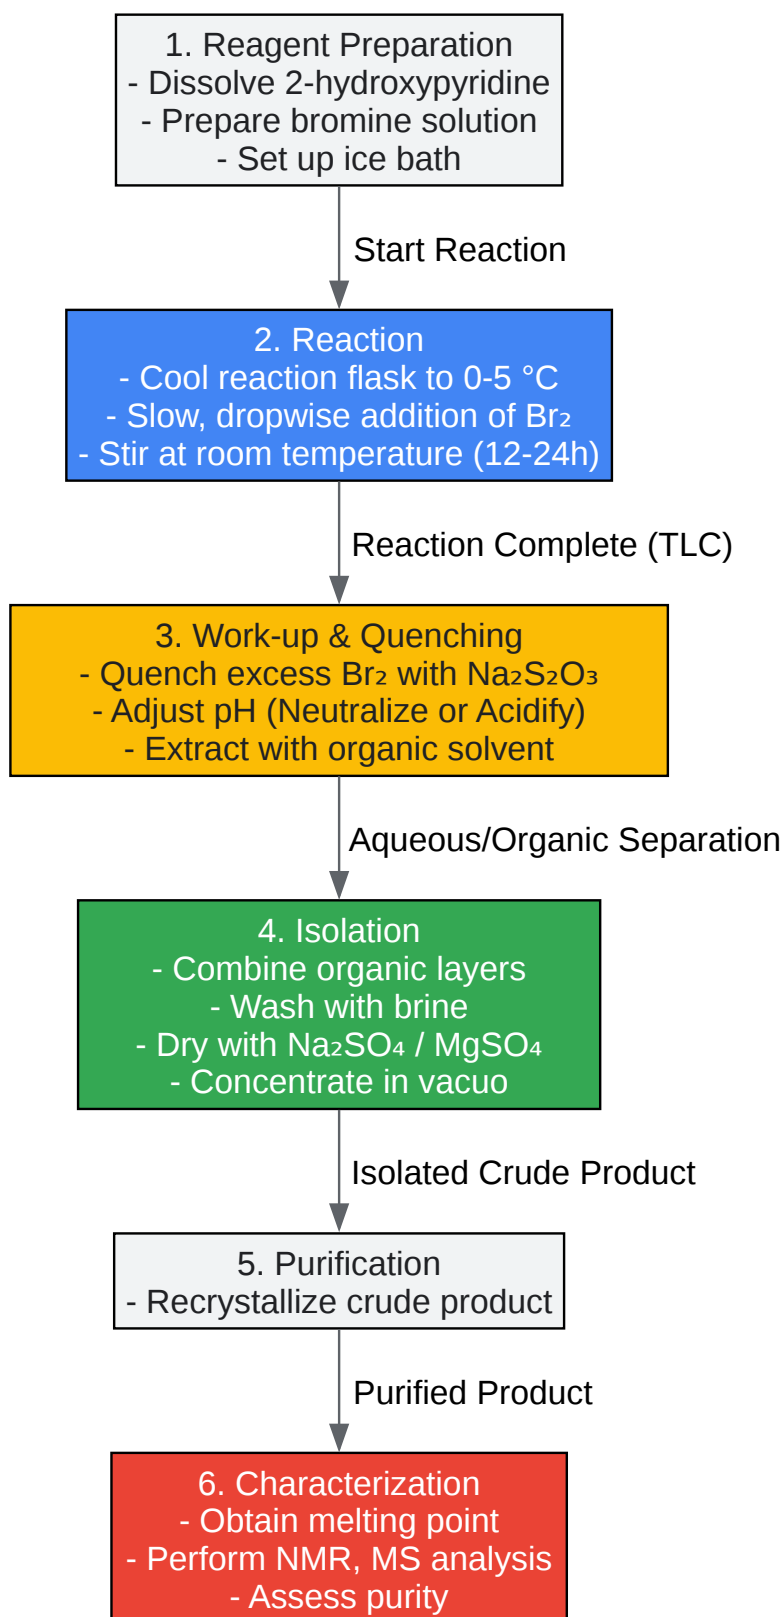 1. Reagent Preparation
- Dissolve 2-hydroxypyridine
- Prepare bromine solution
- Set up ice bath
Start Reaction
2. Reaction
- Cool reaction flask to 0-5 °C
- Slow, dropwise addition of Br₂
- Stir at room temperature (12-24h)
Reaction Complete (TLC)
3. Work-up & Quenching
- Quench excess Br₂ with Na₂S₂O₃
- Adjust pH (Neutralize or Acidify)
- Extract with organic solvent
Aqueous/Organic Separation
4. Isolation
- Combine organic layers
- Wash with brine
- Dry with Na₂SO₄ / MgSO₄
- Concentrate in vacuo
Isolated Crude Product
5. Purification
- Recrystallize crude product
Purified Product
6. Characterization
- Obtain melting point
- Perform NMR, MS analysis
- Assess purity